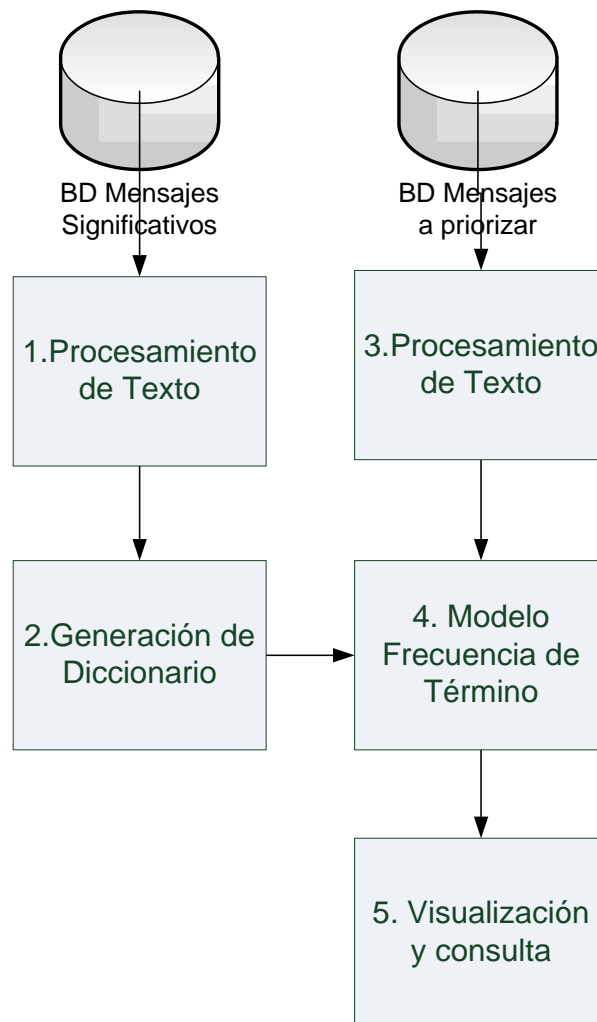 BD Mensajes
Significativos
BD Mensajes
a priorizar
1.Procesamiento
de Texto
3.Procesamiento
de Texto
2.Generación de
Diccionario
4. Modelo
Frecuencia de
Término
5. Visualización
y consulta